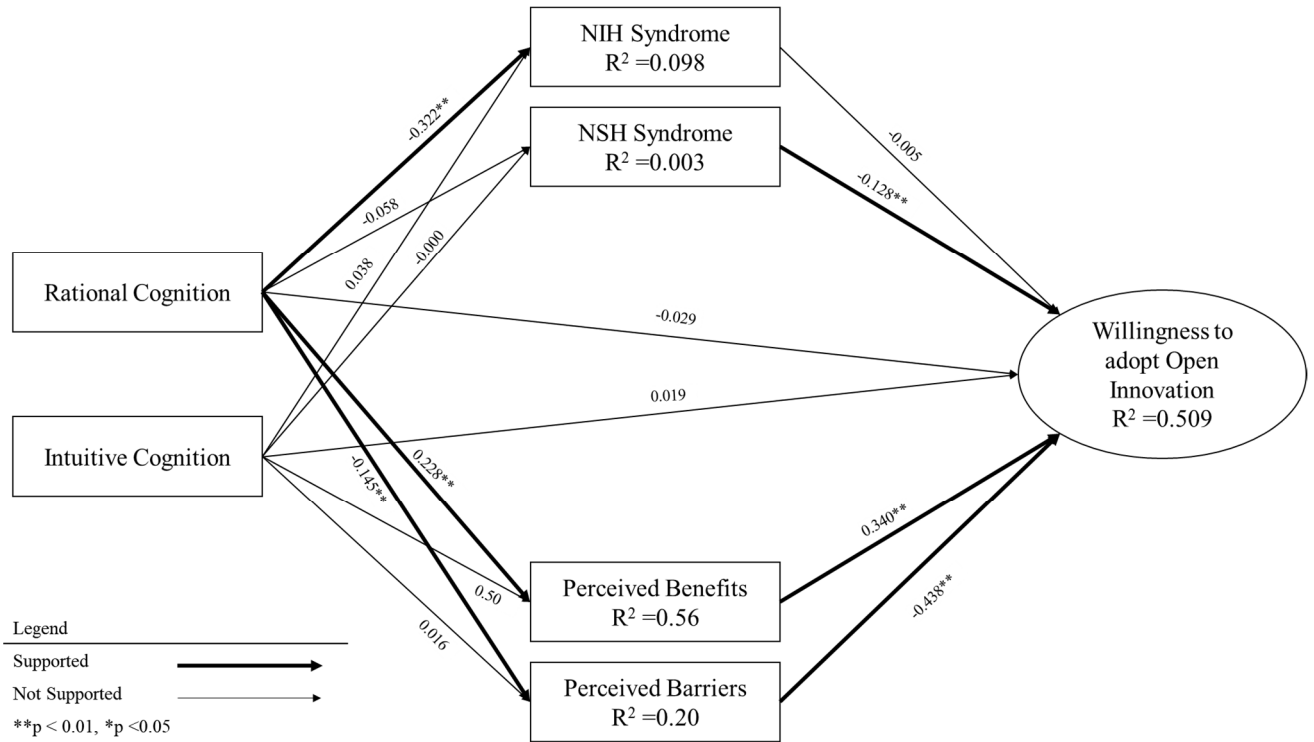 NIH Syndrome
R² =0.098
NSH Syndrome
R² =0.003
-0.322**
-0.005
-0.128**
-0.058
0.038
-0.000
Rational Cognition
-0.029
Willingness to
adopt Open
Innovation
R² =0.509
0.019
Intuitive Cognition
-0.145**
0.228**
0.340**
-0.438**
0.50
0.016
Perceived Benefits
R² =0.56
Perceived Barriers
R² =0.20
Legend
Supported
Not Supported
**p < 0.01, *p <0.05